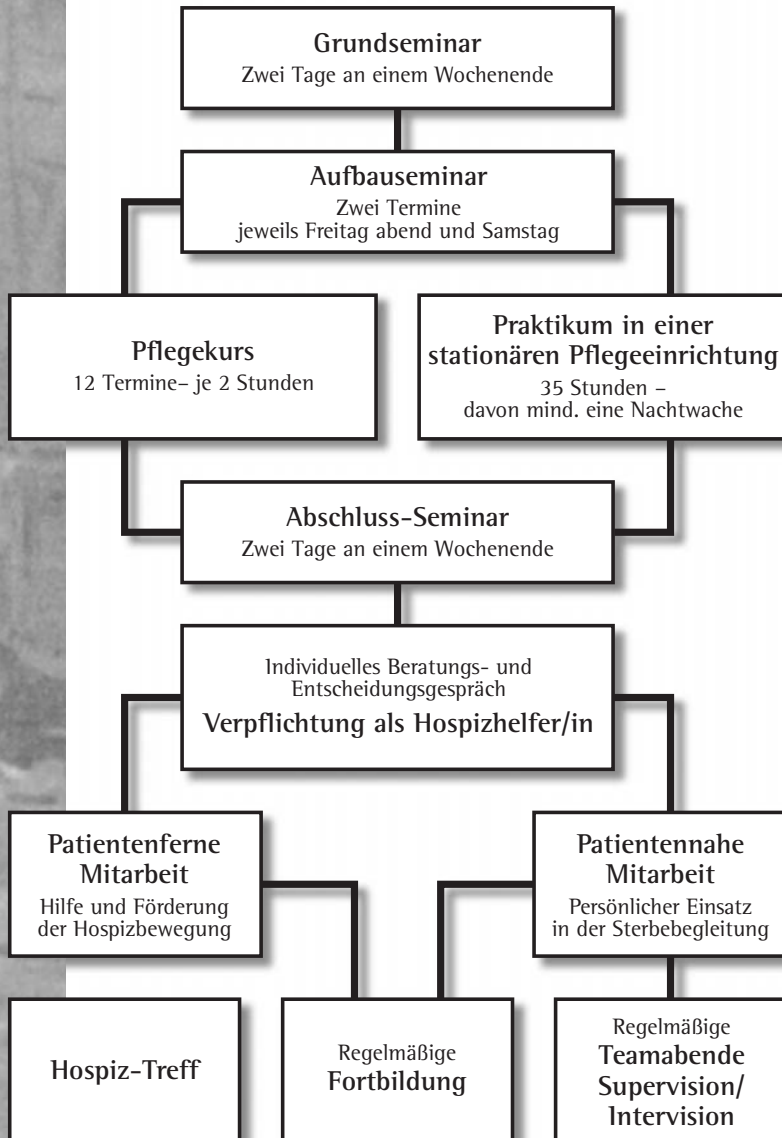 Grundseminar
Zwei Tage an einem Wochenende
Aufbauseminar
Zwei Termine
jeweils Freitag abend und Samstag
Pflegekurs
12 Termine– je 2 Stunden
Praktikum in einer
stationären Pflegeeinrichtung
35 Stunden –
davon mind. eine Nachtwache
Abschluss-Seminar
Zwei Tage an einem Wochenende
Individuelles Beratungs- und
Entscheidungsgespräch
Verpflichtung als Hospizhelfer/in
Patientenferne
Mitarbeit
Hilfe und Förderung
der Hospizbewegung
Patientennahe
Mitarbeit
Persönlicher Einsatz
in der Sterbebegleitung
Hospiz-Treff
Regelmäßige
Fortbildung
Regelmäßige
Teamabende
Supervision/
Intervision